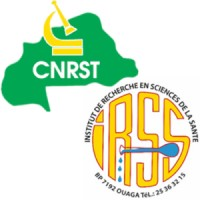 CNRST
INSTITUT DE RECHERCHE EN SCIENCES DE LA SANTE
IRSS
BP 7192 OUAGA Tél.: 25 36 32 15